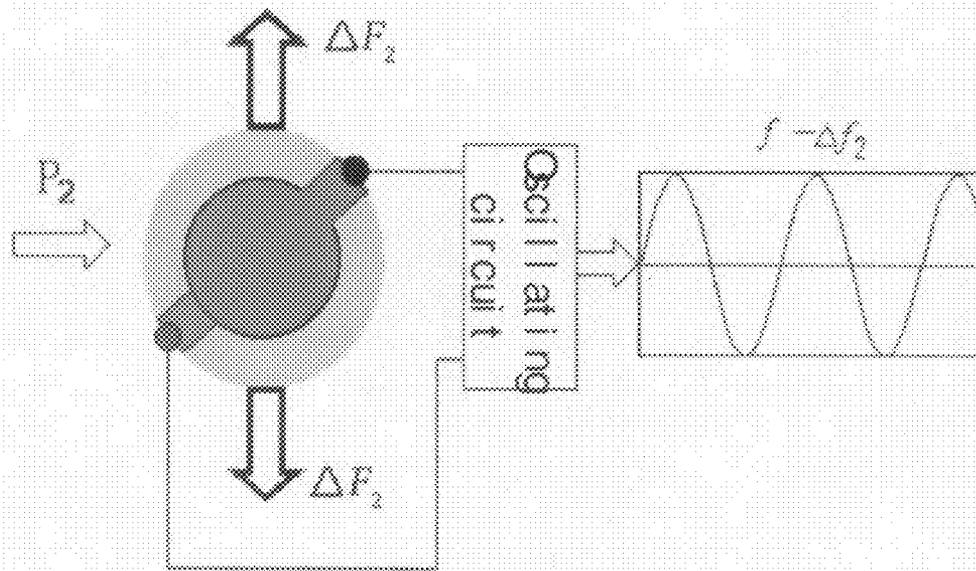 ΔF₂
P₂
Oscillating
circuit
f -Δf₂
ΔF₂